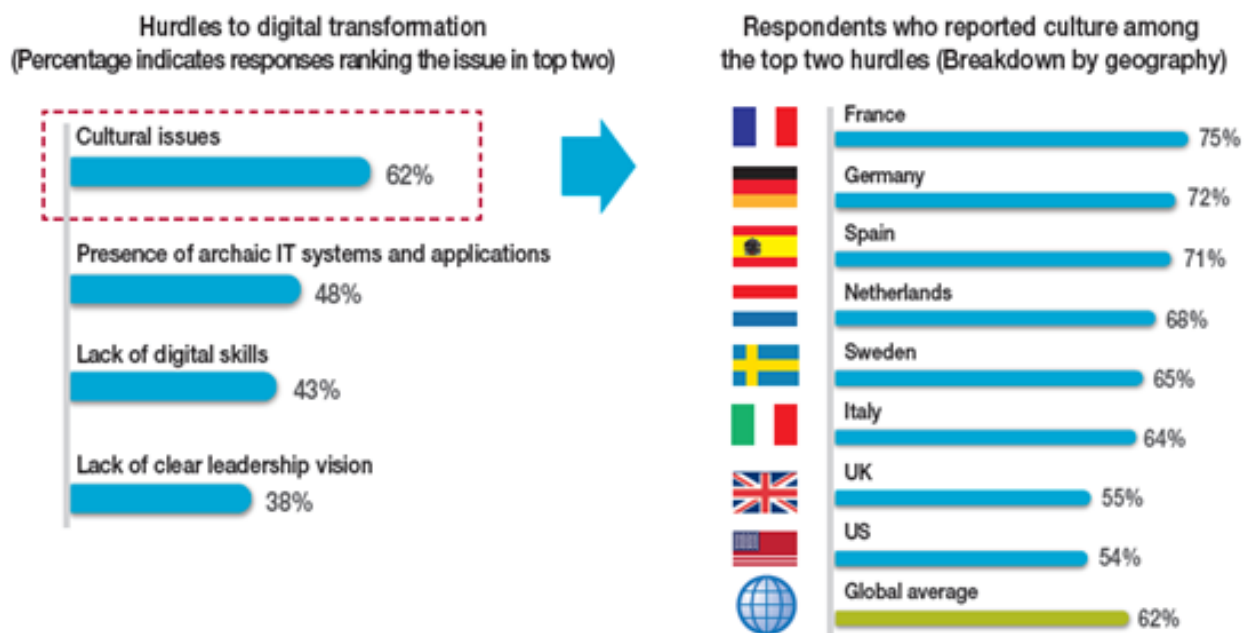 Hurdles to digital transformation
(Percentage indicates responses ranking the issue in top two)
Cultural issues
62%
Presence of archaic IT systems and applications
48%
Lack of digital skills
43%
Lack of clear leadership vision
38%
Respondents who reported culture among
the top two hurdles (Breakdown by geography)
France
75%
Germany
72%
Spain
71%
Netherlands
68%
Sweden
65%
Italy
64%
UK
55%
US
54%
Global average
62%